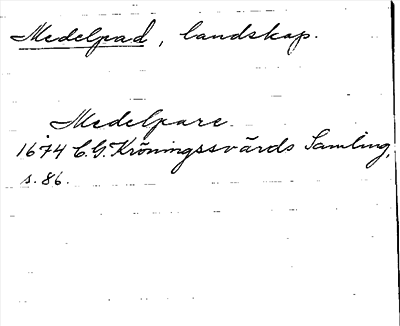 Medelpad, landskap.
Medelpare.
1674 C.G. Kröningssvärds Samling,
s. 86.